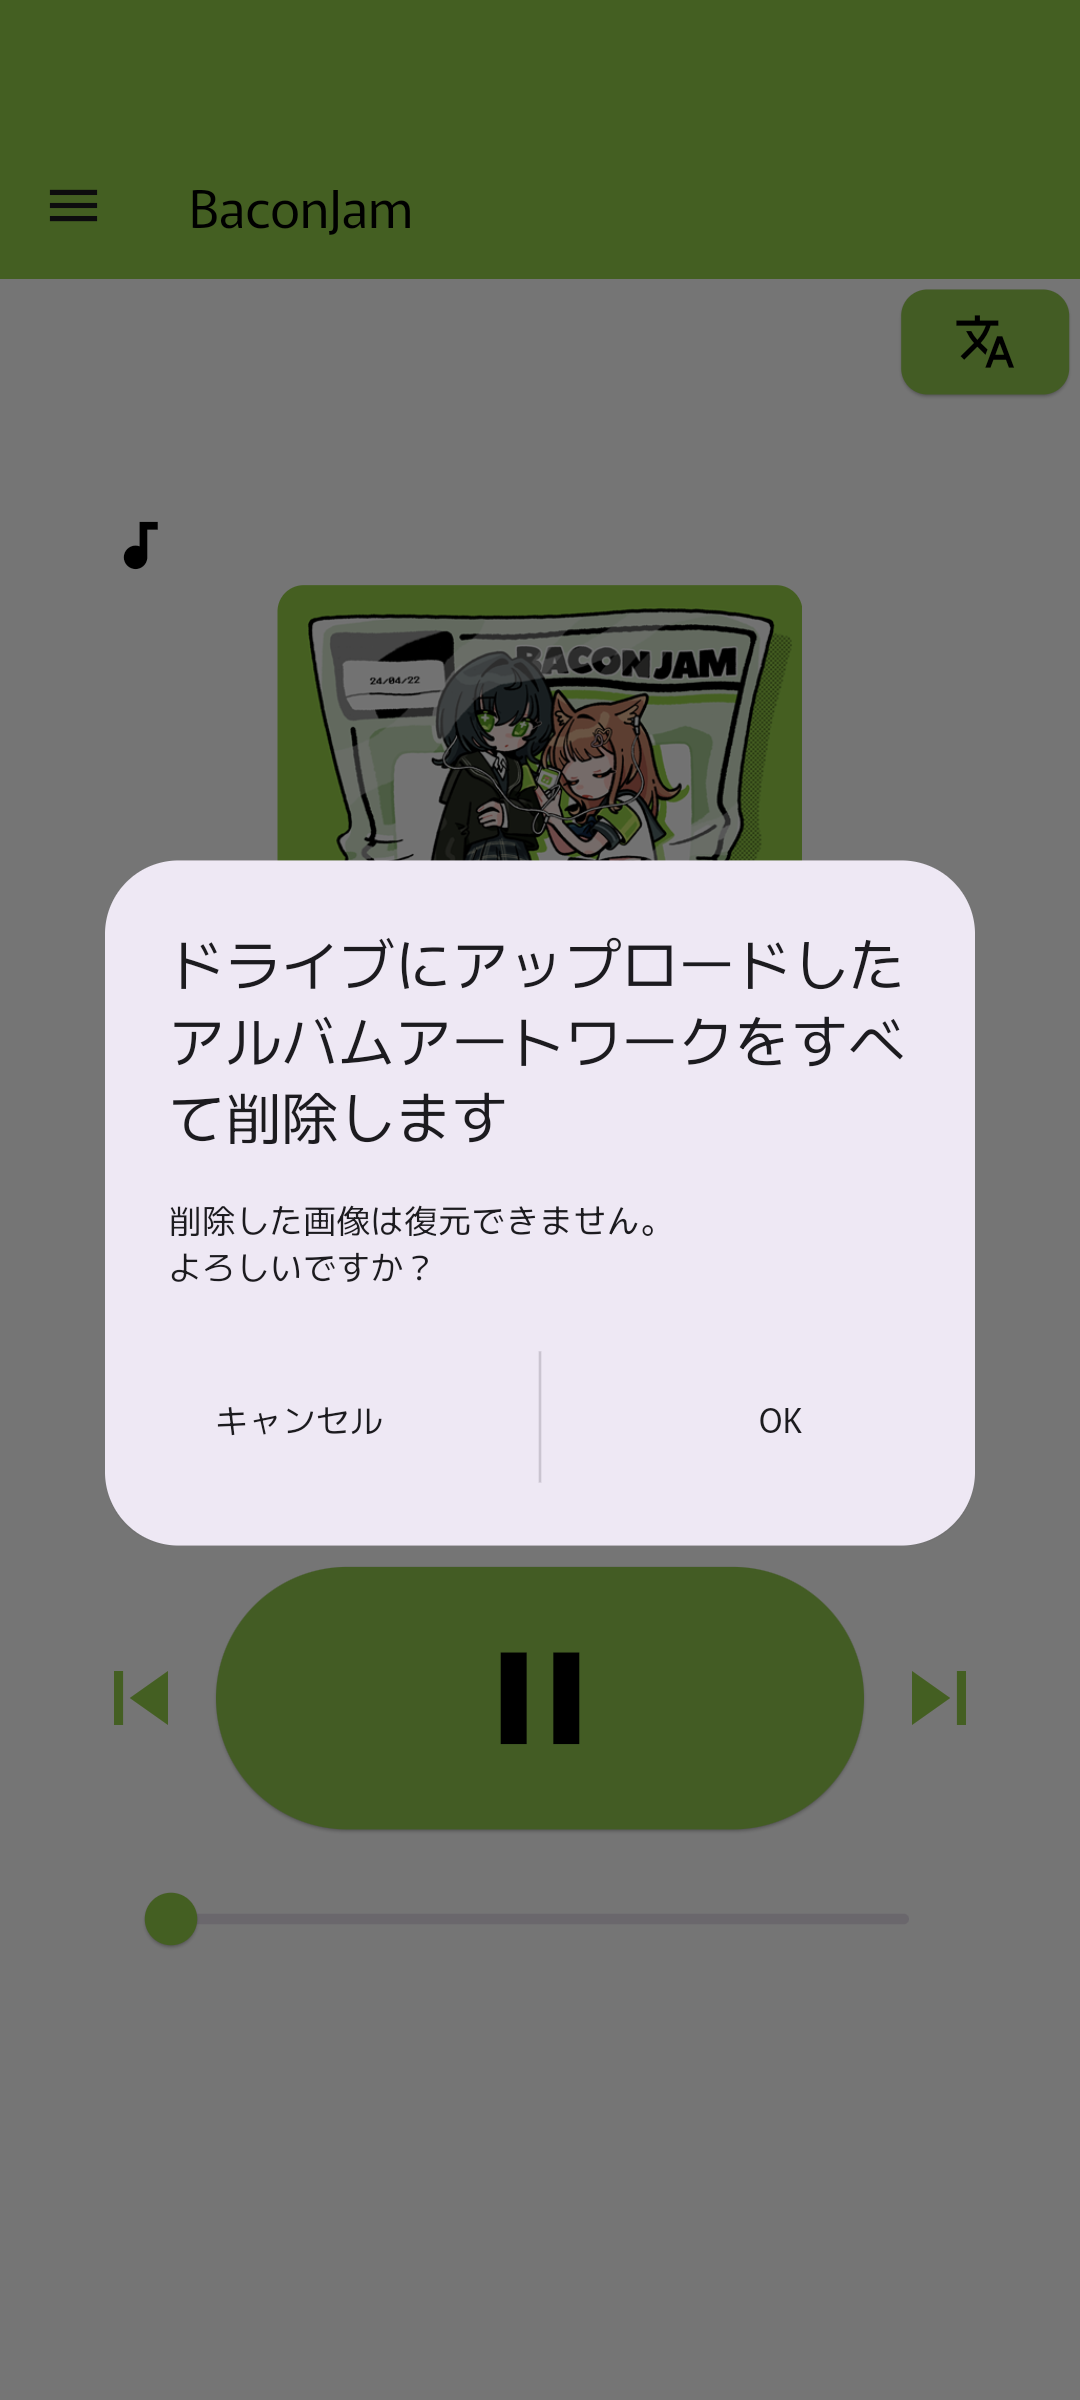 BaconJam
24/04/22
BACON JAM
ドライブにアップロードした
アルバムアートワークをすべ
て削除します
削除した画像は復元できません。
よろしいですか？
キャンセル
OK